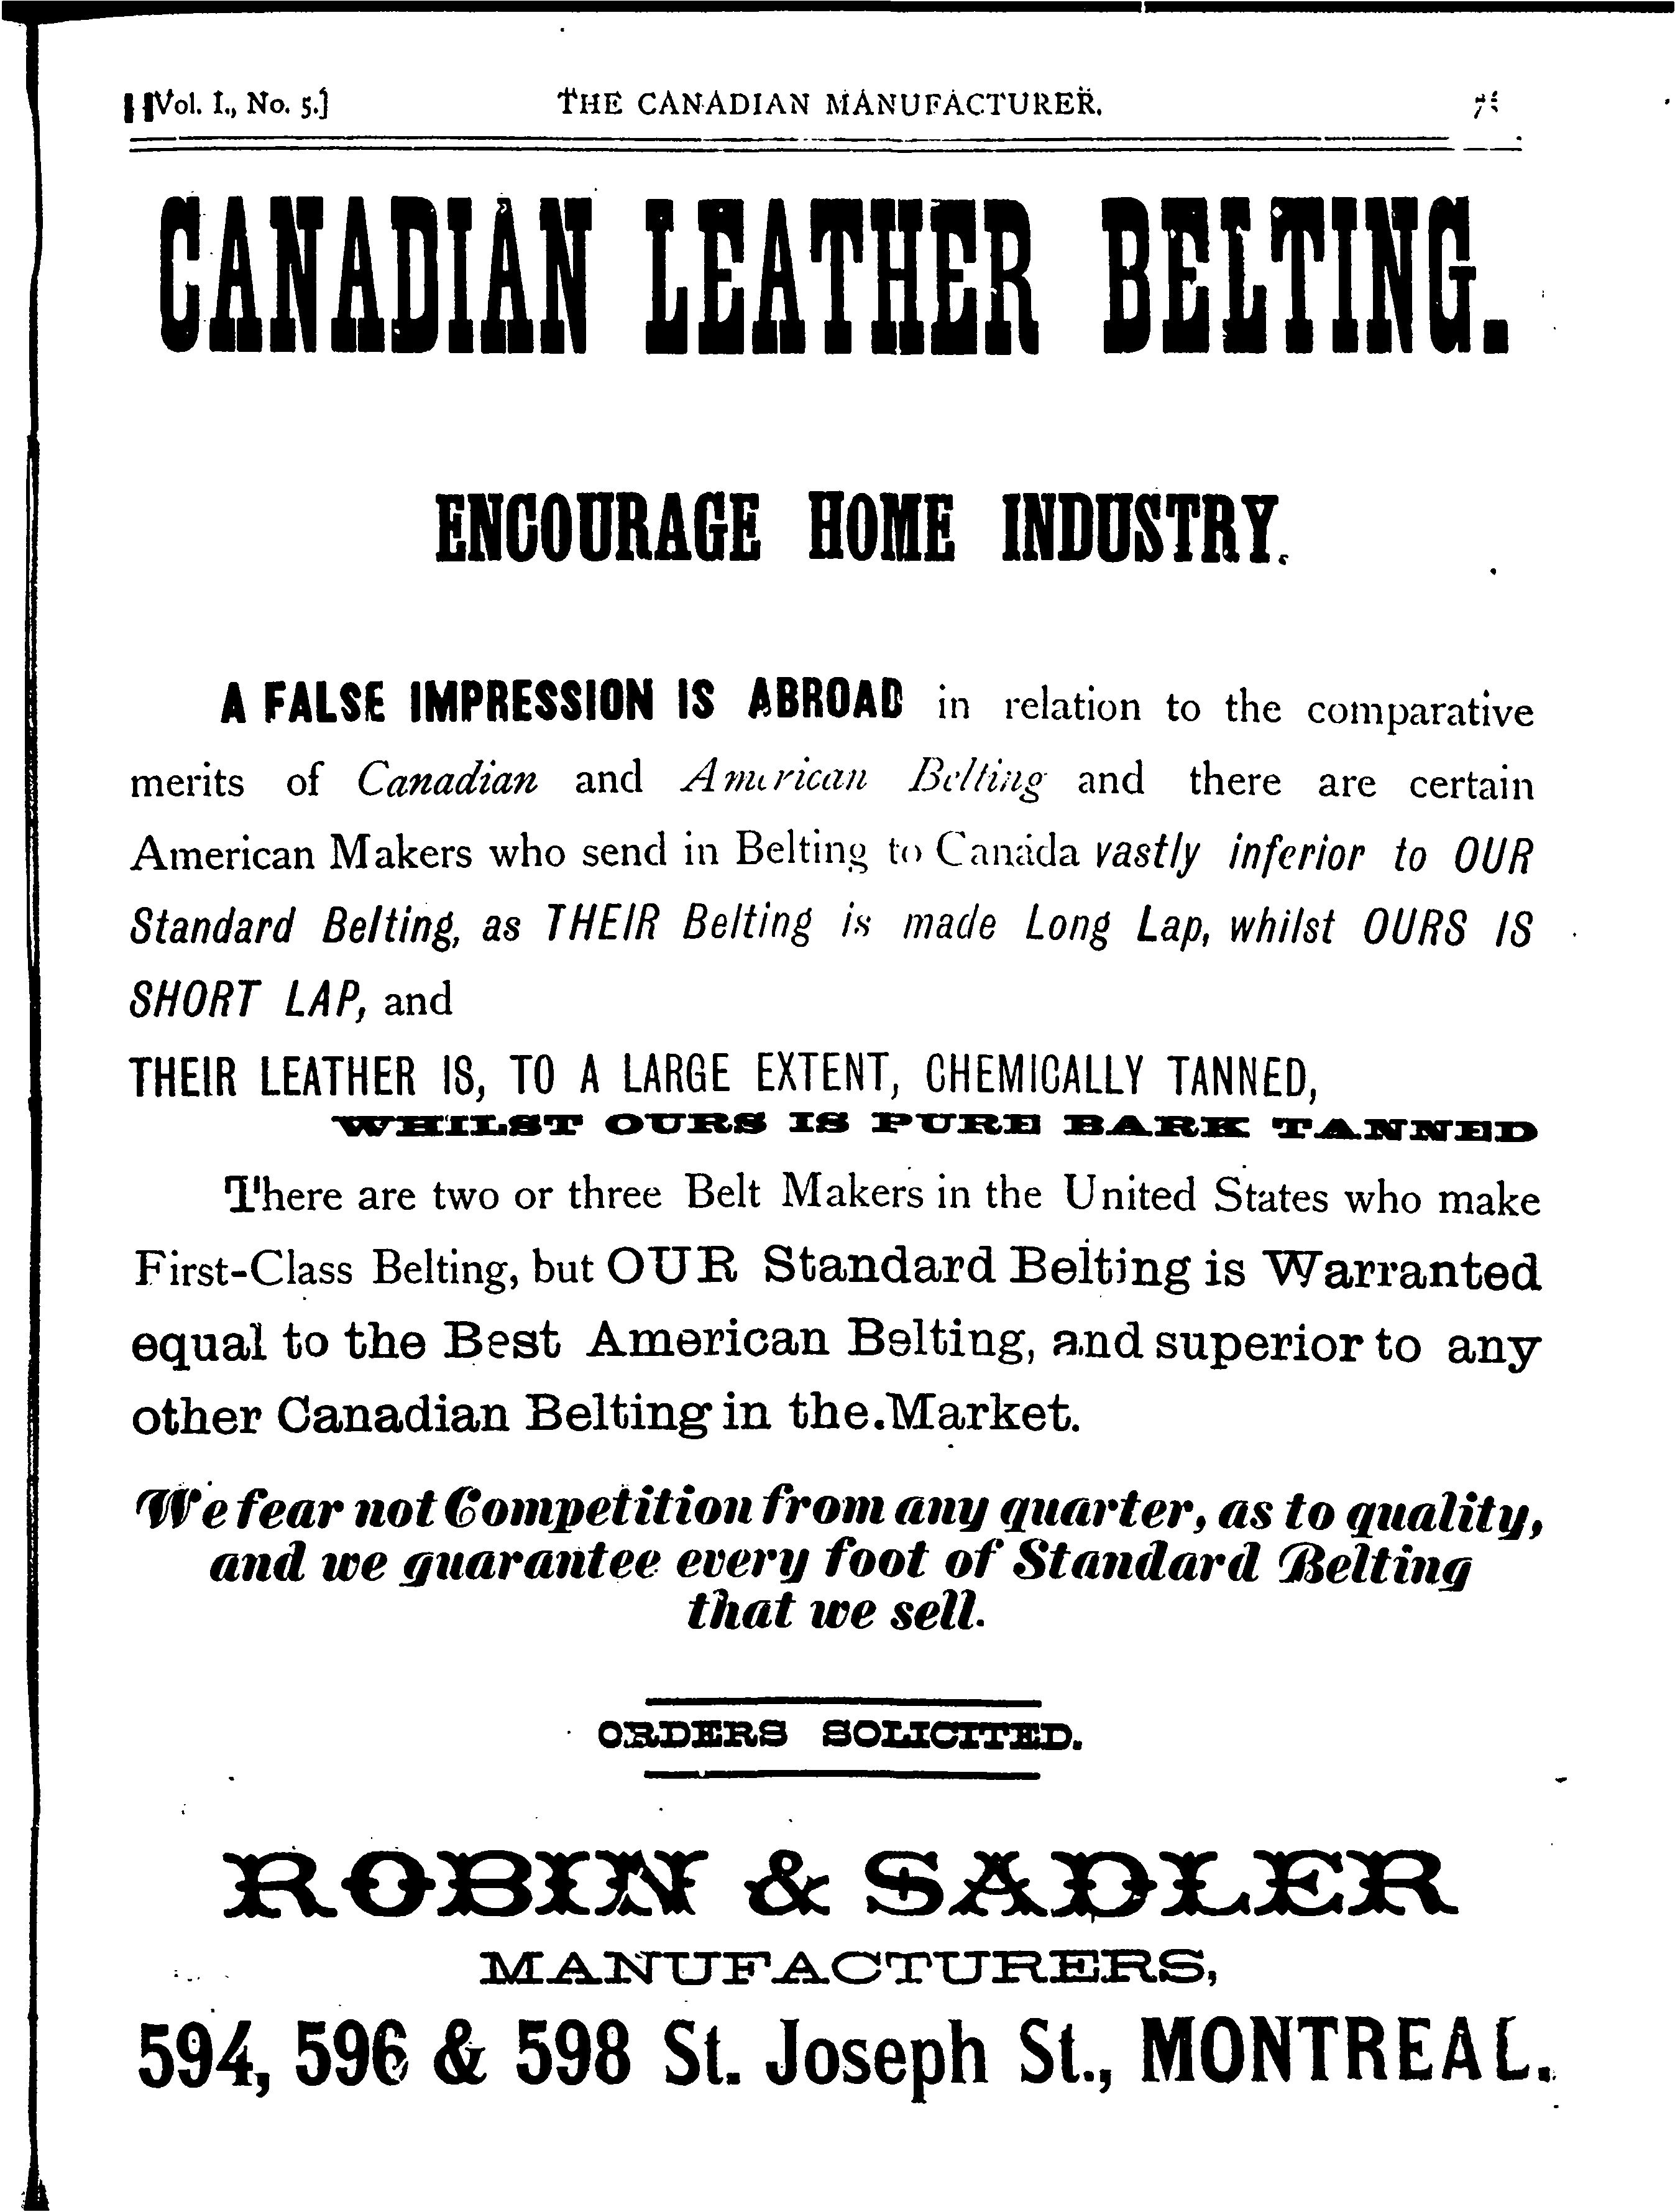 [Vol. I., No. 5.]
THE CANADIAN MANUFACTURER.
CANADIAN LEATHER BELTING.
ENCOURAGE HOME INDUSTRY.
A FALSE IMPRESSION IS ABROAD in relation to the comparative
merits of Canadian and American Belting and there are certain
American Makers who send in Belting to Canada vastly inferior to OUR
Standard Belting, as THEIR Belting is made Long Lap, whilst OURS IS
SHORT LAP, and
THEIR LEATHER IS, TO A LARGE EXTENT, CHEMICALLY TANNED,
WHILST OURS IS PURE BARK TANNED
There are two or three Belt Makers in the United States who make
First-Class Belting, but OUR Standard Belting is Warranted
equal to the Best American Belting, and superior to any
other Canadian Belting in the Market.
We fear not Competition from any quarter, as to quality,
and we guarantee every foot of Standard Belting
that we sell.
ORDERS SOLICITED.
ROBIN & SADLER
MANUFACTURERS,
594, 596 & 598 St. Joseph St., MONTREAL.